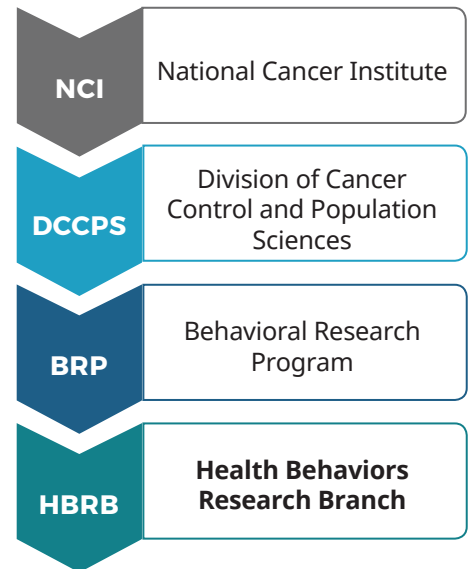 NCI
National Cancer Institute
DCCPS
Division of Cancer
Control and Population
Sciences
BRP
Behavioral Research
Program
HBRB
Health Behaviors
Research Branch